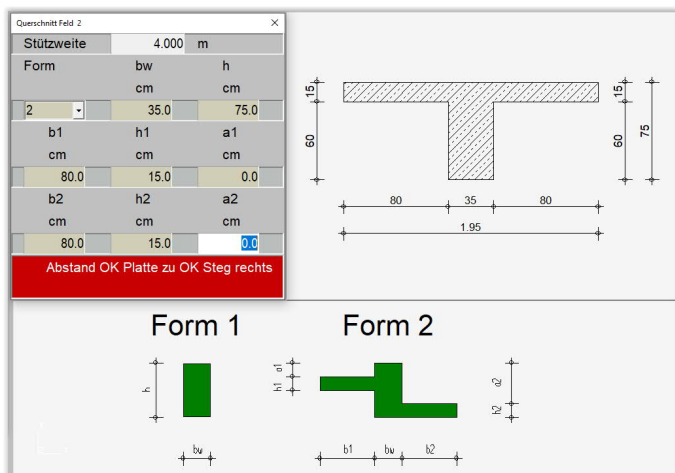 Querschnitt Feld 2
Stützweite 4.000 m
Form bw h
cm cm
2 35.0 75.0
b1 h1 a1
cm cm cm
80.0 15.0 0.0
b2 h2 a2
cm cm cm
80.0 15.0 0.0
Abstand OK Platte zu OK Steg rechts
15 15
60 60 75
80 35 80
1.95
Form 1 Form 2
h a1 h1 a2 h2
bw b1 bw b2